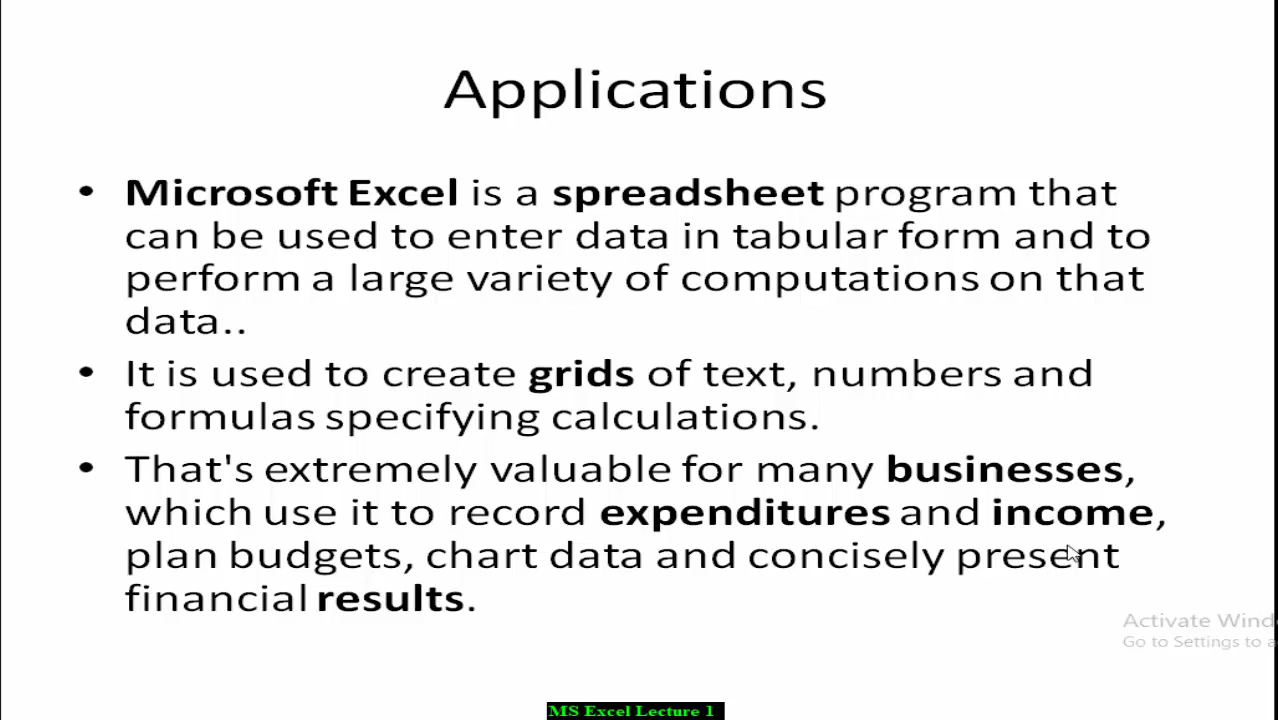 Applications
• Microsoft Excel is a spreadsheet program that
can be used to enter data in tabular form and to
perform a large variety of computations on that
data..
• It is used to create grids of text, numbers and
formulas specifying calculations.
• That's extremely valuable for many businesses,
which use it to record expenditures and income,
plan budgets, chart data and concisely present
financial results.
Activate Wind
Go to Settings to a
MS Excel Lecture 1